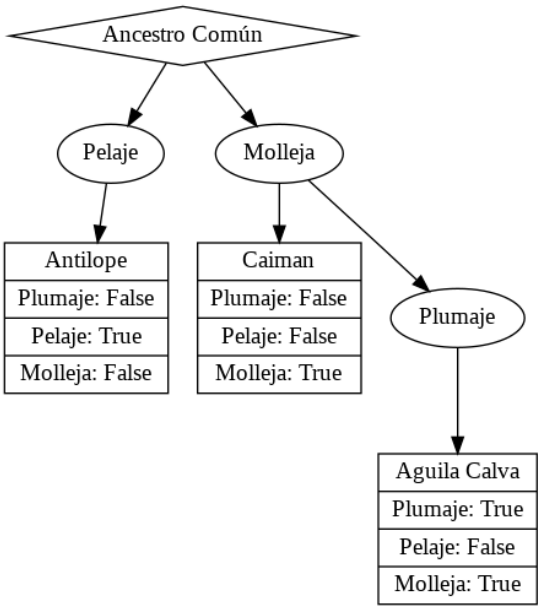 Ancestro Común
Pelaje
Molleja
Antilope
Plumaje: False
Pelaje: True
Molleja: False
Caiman
Plumaje: False
Pelaje: False
Molleja: True
Plumaje
Aguila Calva
Plumaje: True
Pelaje: False
Molleja: True